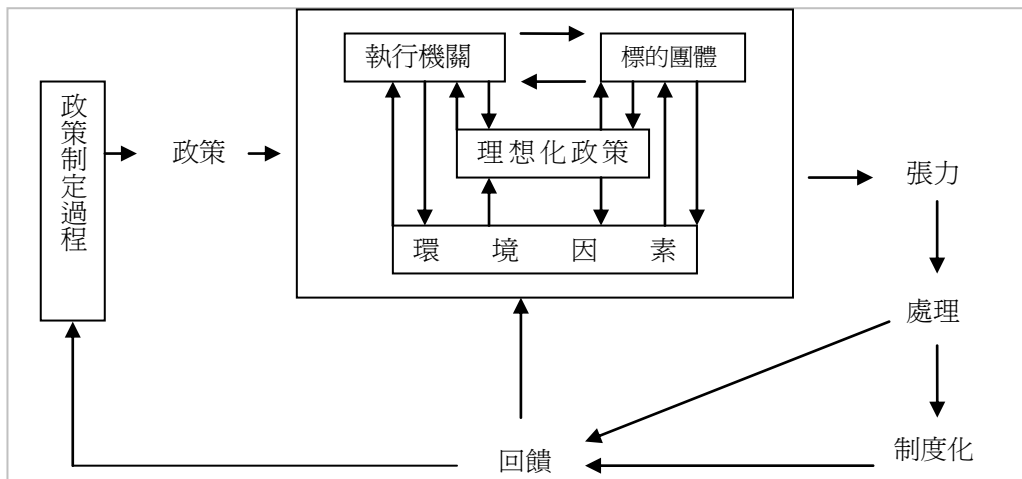 執行機關
標的團體
政策制定過程
政策
理想化政策
張力
環境因素
處理
制度化
回饋